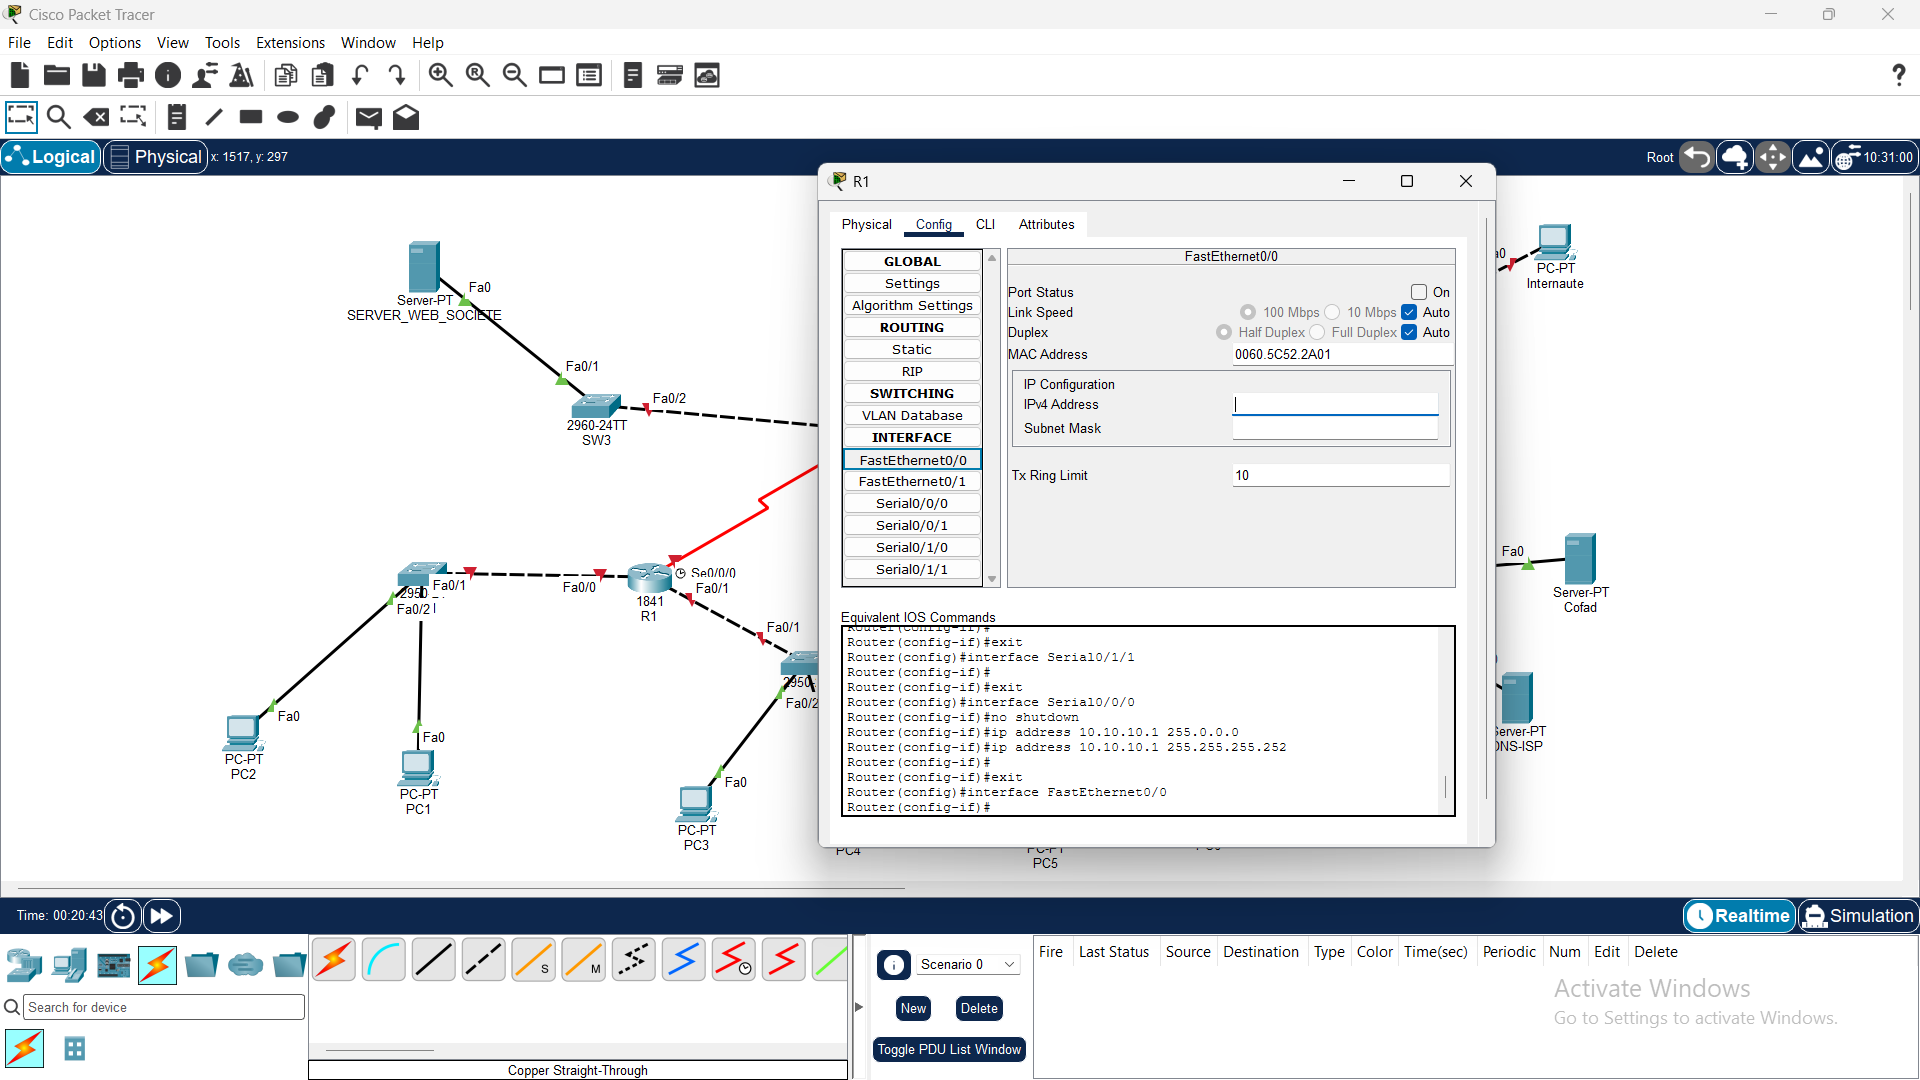 Cisco Packet Tracer
File Edit Options View Tools Extensions Window Help
Logical Physical x: 1517, y: 297 Root 10:31:00
R1
Physical Config CLI Attributes
GLOBAL
Settings
Algorithm Settings
ROUTING
Static
RIP
SWITCHING
VLAN Database
INTERFACE
FastEthernet0/0
FastEthernet0/1
Serial0/0/0
Serial0/0/1
Serial0/1/0
Serial0/1/1
FastEthernet0/0
Port Status On
Link Speed 100 Mbps 10 Mbps Auto
Duplex Half Duplex Full Duplex Auto
MAC Address 0060.5C52.2A01
IP Configuration
IPv4 Address
Subnet Mask
Tx Ring Limit 10
Equivalent IOS Commands
Router(config-if)#
Router(config-if)#exit
Router(config)#interface Serial0/1/1
Router(config-if)#
Router(config-if)#exit
Router(config)#interface Serial0/0/0
Router(config-if)#no shutdown
Router(config-if)#ip address 10.10.10.1 255.0.0.0
Router(config-if)#ip address 10.10.10.1 255.255.255.252
Router(config-if)#
Router(config-if)#exit
Router(config)#interface FastEthernet0/0
Router(config-if)#
Fa0
Server-PT
SERVER_WEB_SOCIETE
Fa0/1
Fa0/2
2960-24TT
SW3
Fa0/1
2950-
Fa0/2
Fa0/0
1841
R1
Se0/0/0
Fa0/1
Fa0/1
2950-
Fa0/2
Fa0
PC-PT
PC2
Fa0
PC-PT
PC1
Fa0
PC-PT
PC3
PC4
PC-PT
PC5
PC-PT
Internaute
Fa0
Server-PT
Cofad
erver-PT
NS-ISP
Time: 00:20:43 Realtime Simulation
Search for device
S M
Copper Straight-Through
Scenario 0
New Delete
Toggle PDU List Window
Fire Last Status Source Destination Type Color Time(sec) Periodic Num Edit Delete
Activate Windows
Go to Settings to activate Windows.